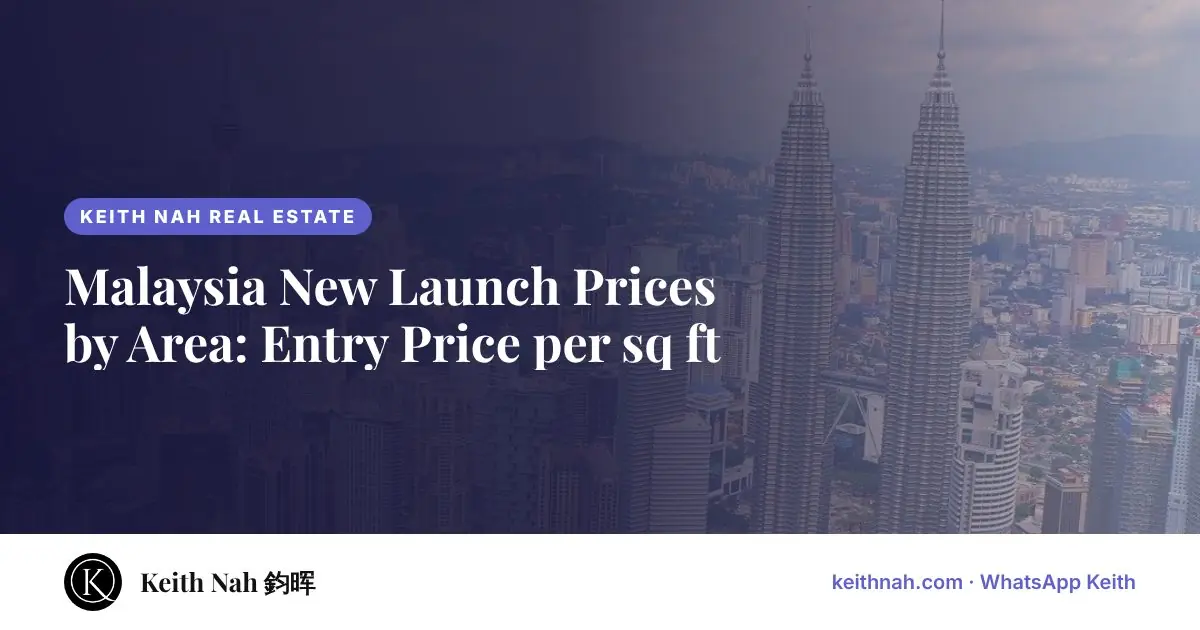 KEITH NAH REAL ESTATE
Malaysia New Launch Prices
by Area: Entry Price per sq ft
K
Keith Nah 鈞晖
keithnah.com · WhatsApp Keith